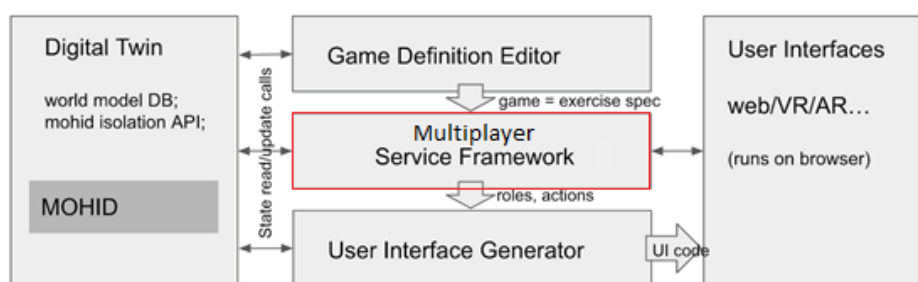 Digital Twin
world model DB;
mohid isolation API;
MOHID
State read/update calls
Game Definition Editor
game = exercise spec
Multiplayer
Service Framework
roles, actions
User Interface Generator
UI code
User Interfaces
web/VR/AR...
(runs on browser)